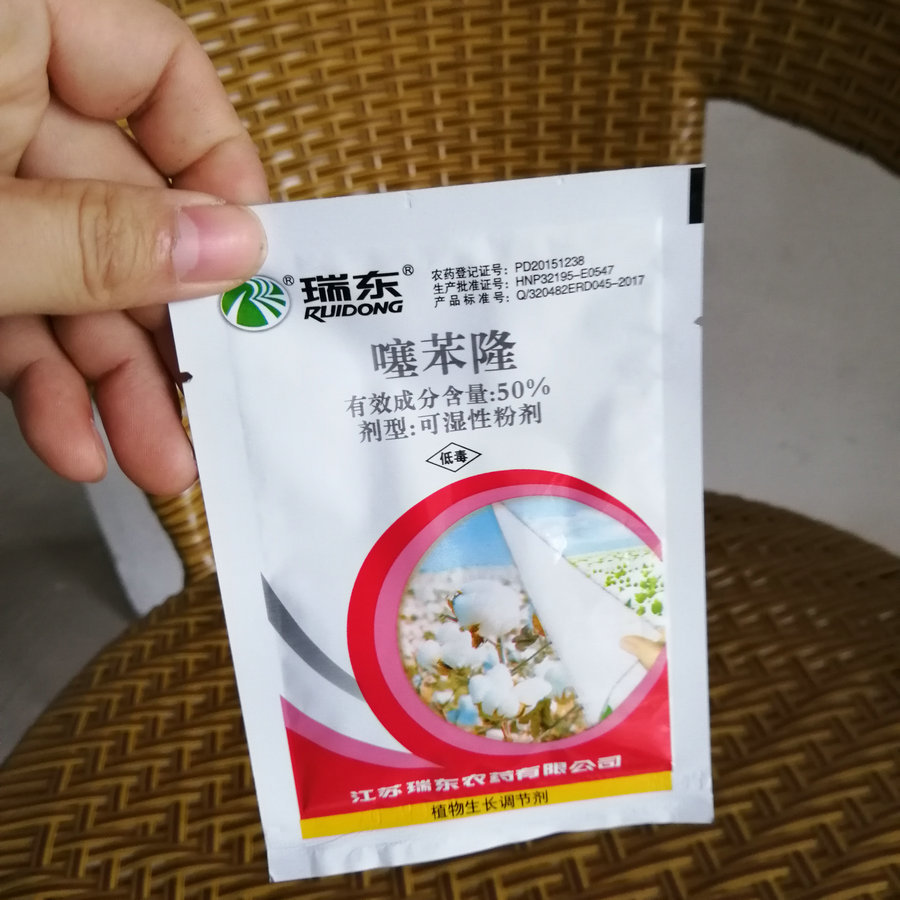 瑞东®
RUIDONG
农药登记证号：PD20151238
生产批准证号：HNP32195-E0547
产品标准号：Q/320482ERD045-2017
噻苯隆
有效成分含量:50%
剂型:可湿性粉剂
低毒
江苏瑞东农药有限公司
植物生长调节剂